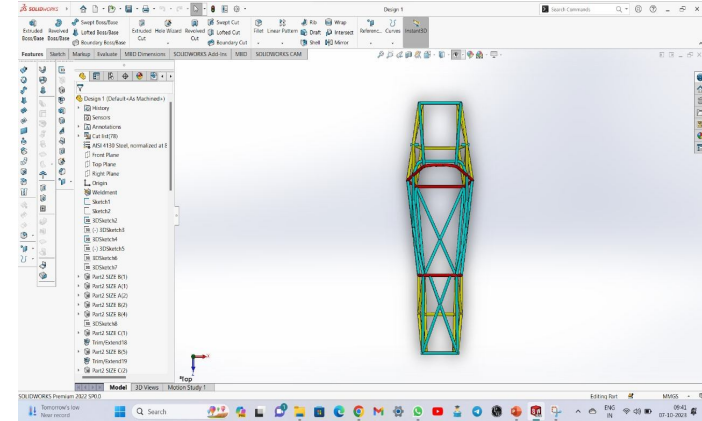 SOLIDWORKS
Design 1
Search Commands
Extruded Boss/Base
Revolved Boss/Base
Swept Boss/Base
Lofted Boss/Base
Boundary Boss/Base
Extruded Cut
Hole Wizard
Revolved Cut
Swept Cut
Lofted Cut
Boundary Cut
Fillet
Linear Pattern
Rib
Draft
Shell
Wrap
Intersect
Mirror
Referenc...
Curves
Instant3D
Features Sketch Markup Evaluate MBD Dimensions SOLIDWORKS Add-Ins MBD SOLIDWORKS CAM
Design 1 (Default<As Machined>)
History
Sensors
Annotations
Cut list(78)
AISI 4130 Steel, normalized at 8
Front Plane
Top Plane
Right Plane
Origin
Weldment
Sketch1
Sketch2
3DSketch2
(-) 3DSketch3
3DSketch4
(-) 3DSketch5
3DSketch6
3DSketch7
Part2 SIZE B(1)
Part2 SIZE A(1)
Part2 SIZE A(2)
Part2 SIZE B(2)
Part2 SIZE B(4)
3DSketch8
Part2 SIZE C(1)
Trim/Extend18
Part2 SIZE B(5)
Trim/Extend19
Part2 SIZE C(2)
*Top
Model 3D Views Motion Study 1
SOLIDWORKS Premium 2022 SP0.0
Editing Part
MMGS
Tomorrow's low
Near record
Search
ENG
IN
09:41
07-10-2023